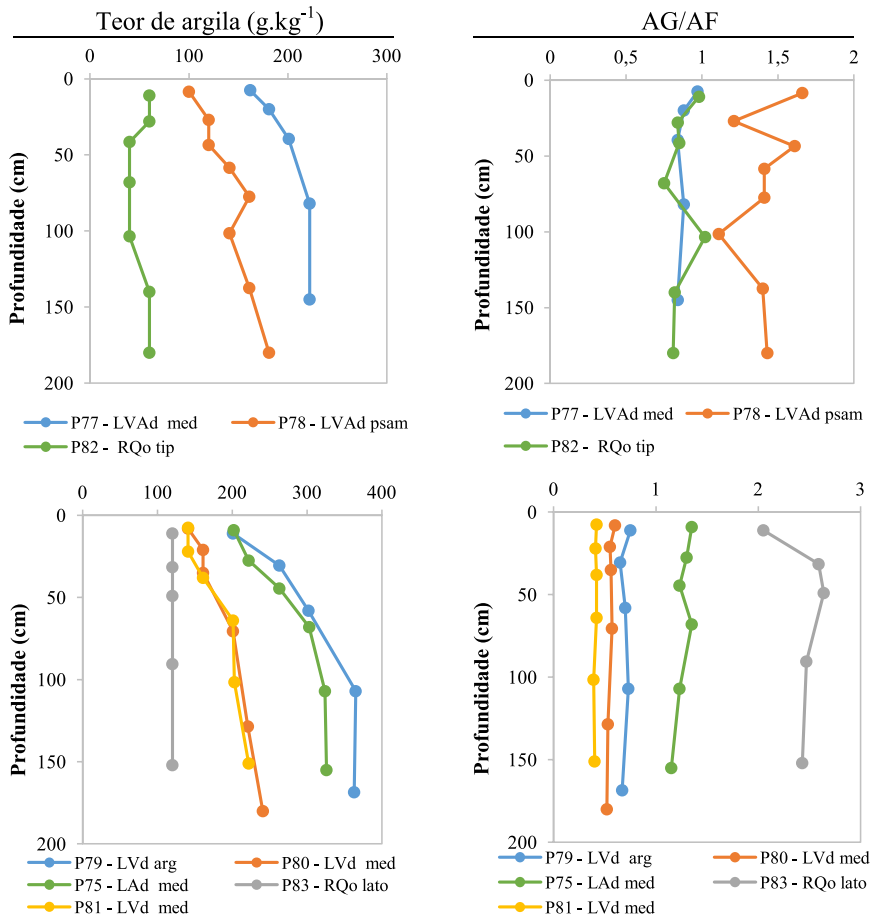 Teor de argila (g.kg⁻¹)
0 100 200 300
0
50
100
150
200
Profundidade (cm)
P77 - LVAd med P78 - LVAd psam
P82 - RQo tip
AG/AF
0 0,5 1 1,5 2
0
50
100
150
200
Profundidade (cm)
P77 - LVAd med P78 - LVAd psam
P82 - RQo tip
0 100 200 300 400
0
50
100
150
200
Profundidade (cm)
P79 - LVd arg P80 - LVd med
P75 - LAd med P83 - RQo lato
P81 - LVd med
0 1 2 3
0
50
100
150
200
Profundidade (cm)
P79 - LVd arg P80 - LVd med
P75 - LAd med P83 - RQo lato
P81 - LVd med